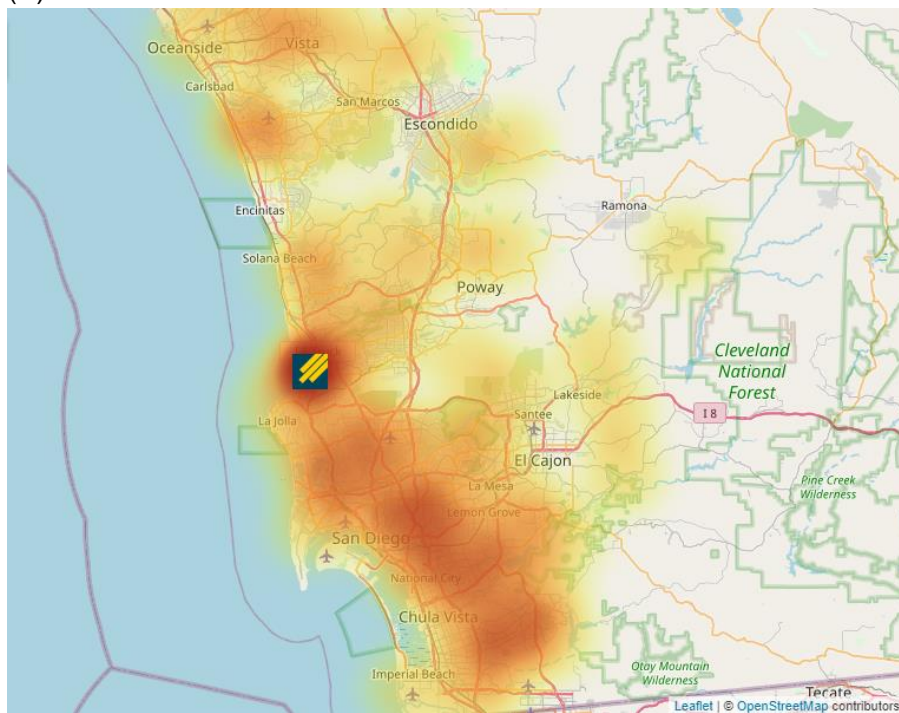 Oceanside
Vista
Carlsbad
San Marcos
Escondido
Encinitas
Ramona
Solana Beach
Poway
Cleveland
National
Forest
I 8
Lakeside
La Jolla
Santee
El Cajon
La Mesa
Pine Creek
Wilderness
Lemon Grove
San Diego
National City
Chula Vista
Otay Mountain
Wilderness
Imperial Beach
Tecate
Leaflet | © OpenStreetMap contributors